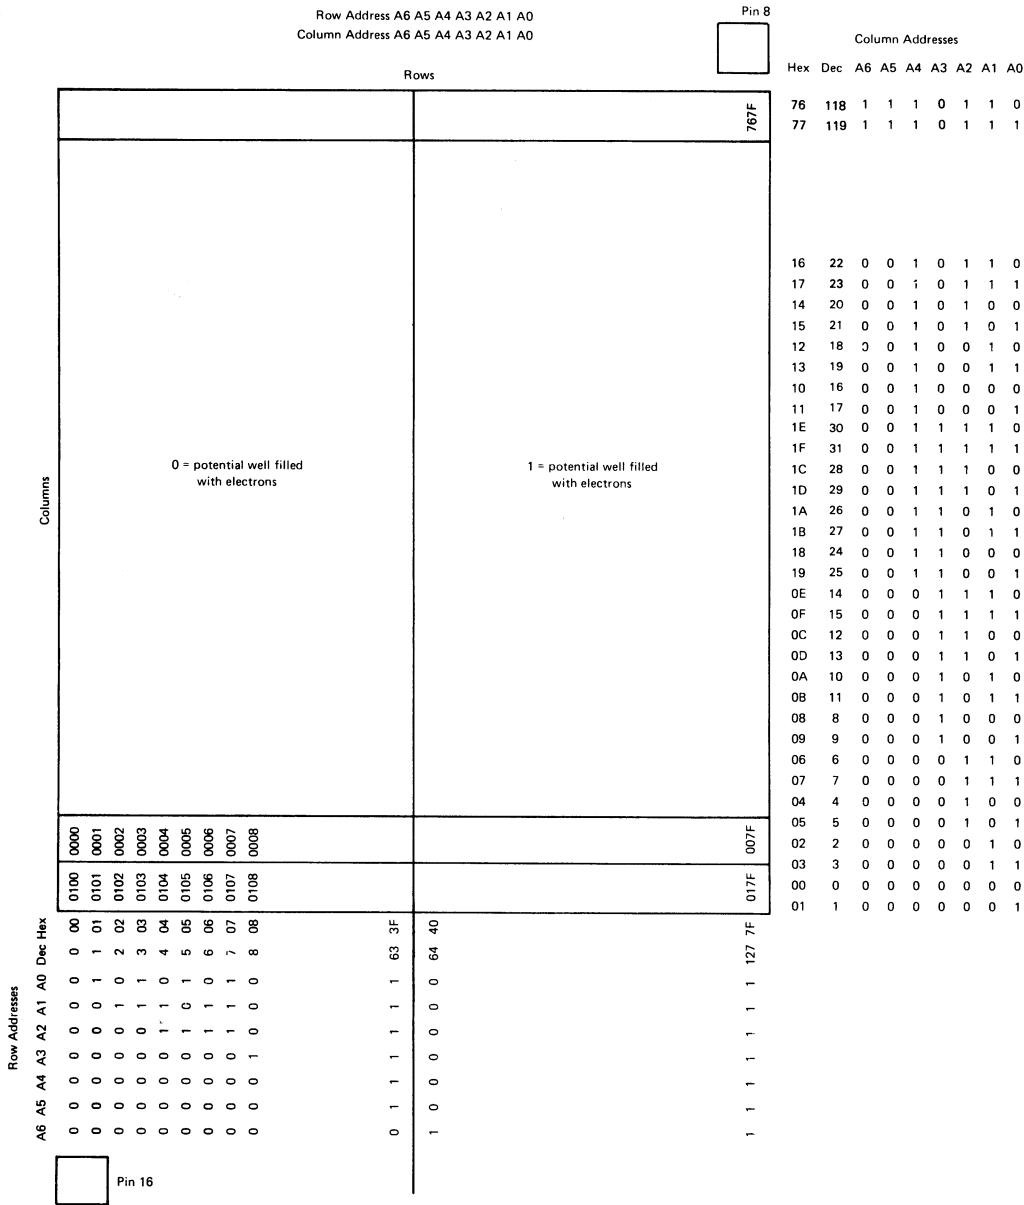 Row Address A6 A5 A4 A3 A2 A1 A0
Column Address A6 A5 A4 A3 A2 A1 A0
Pin 8
Column Addresses
Rows
Hex Dec A6 A5 A4 A3 A2 A1 A0
76 118 1 1 1 0 1 1 0
77 119 1 1 1 0 1 1 1
767F
16 22 0 0 1 0 1 1 0
17 23 0 0 1 0 1 1 1
14 20 0 0 1 0 1 0 0
15 21 0 0 1 0 1 0 1
12 18 0 0 1 0 0 1 0
13 19 0 0 1 0 0 1 1
10 16 0 0 1 0 0 0 0
11 17 0 0 1 0 0 0 1
1E 30 0 0 1 1 1 1 0
1F 31 0 0 1 1 1 1 1
1C 28 0 0 1 1 1 0 0
1D 29 0 0 1 1 1 0 1
1A 26 0 0 1 1 0 1 0
1B 27 0 0 1 1 0 1 1
18 24 0 0 1 1 0 0 0
19 25 0 0 1 1 0 0 1
0E 14 0 0 0 1 1 1 0
0F 15 0 0 0 1 1 1 1
0C 12 0 0 0 1 1 0 0
0D 13 0 0 0 1 1 0 1
0A 10 0 0 0 1 0 1 0
0B 11 0 0 0 1 0 1 1
08 8 0 0 0 1 0 0 0
09 9 0 0 0 1 0 0 1
06 6 0 0 0 0 1 1 0
07 7 0 0 0 0 1 1 1
04 4 0 0 0 0 1 0 0
05 5 0 0 0 0 1 0 1
02 2 0 0 0 0 0 1 0
03 3 0 0 0 0 0 1 1
00 0 0 0 0 0 0 0 0
01 1 0 0 0 0 0 0 1
Columns
0 = potential well filled
with electrons
1 = potential well filled
with electrons
0000 0001 0002 0003 0004 0005 0006 0007 0008 007F
0100 0101 0102 0103 0104 0105 0106 0107 0108 017F
Row Addresses
A6 A5 A4 A3 A2 A1 A0 Dec Hex
0 0 0 0 0 0 0 0 00
0 0 0 0 0 0 1 1 01
0 0 0 0 0 1 0 2 02
0 0 0 0 0 1 1 3 03
0 0 0 0 1 1 0 4 04
0 0 0 0 1 0 1 5 05
0 0 0 0 1 1 0 6 06
0 0 0 0 1 1 1 7 07
0 0 0 1 0 0 0 8 08
0 1 1 1 1 1 1 63 3F
1 0 0 0 0 0 0 64 40
1 1 1 1 1 1 1 127 7F
Pin 16